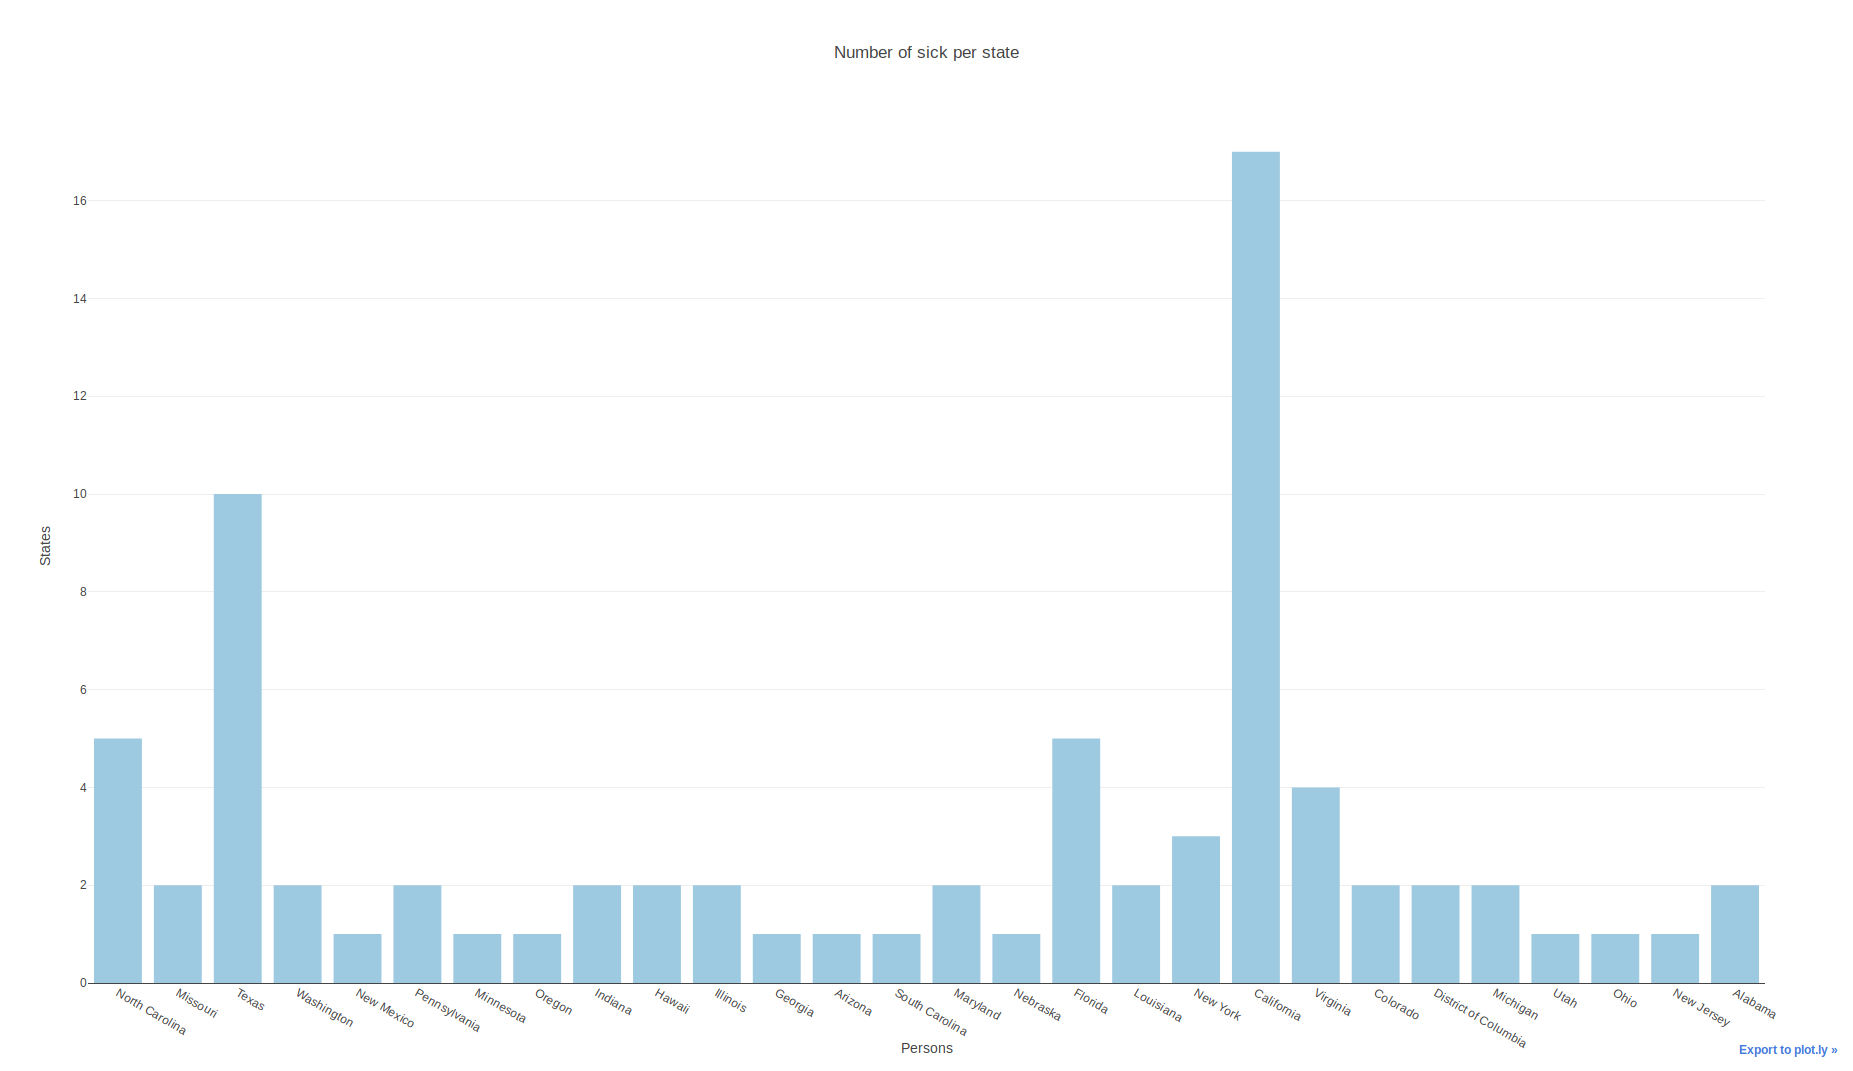 Number of sick per state
16
14
12
10
8
6
4
2
0
States
North Carolina
Missouri
Texas
Washington
New Mexico
Pennsylvania
Minnesota
Oregon
Indiana
Hawaii
Illinois
Georgia
Arizona
South Carolina
Maryland
Nebraska
Florida
Louisiana
New York
California
Virginia
Colorado
District of Columbia
Michigan
Utah
Ohio
New Jersey
Alabama
Persons
Export to plot.ly »